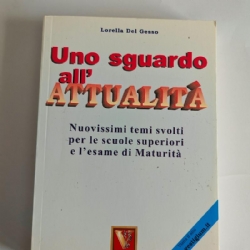 Lorella Del Gesso
Uno sguardo
all'
ATTUALITÀ
Nuovissimi temi svolti
per le scuole superiori
e l'esame di Maturità
V